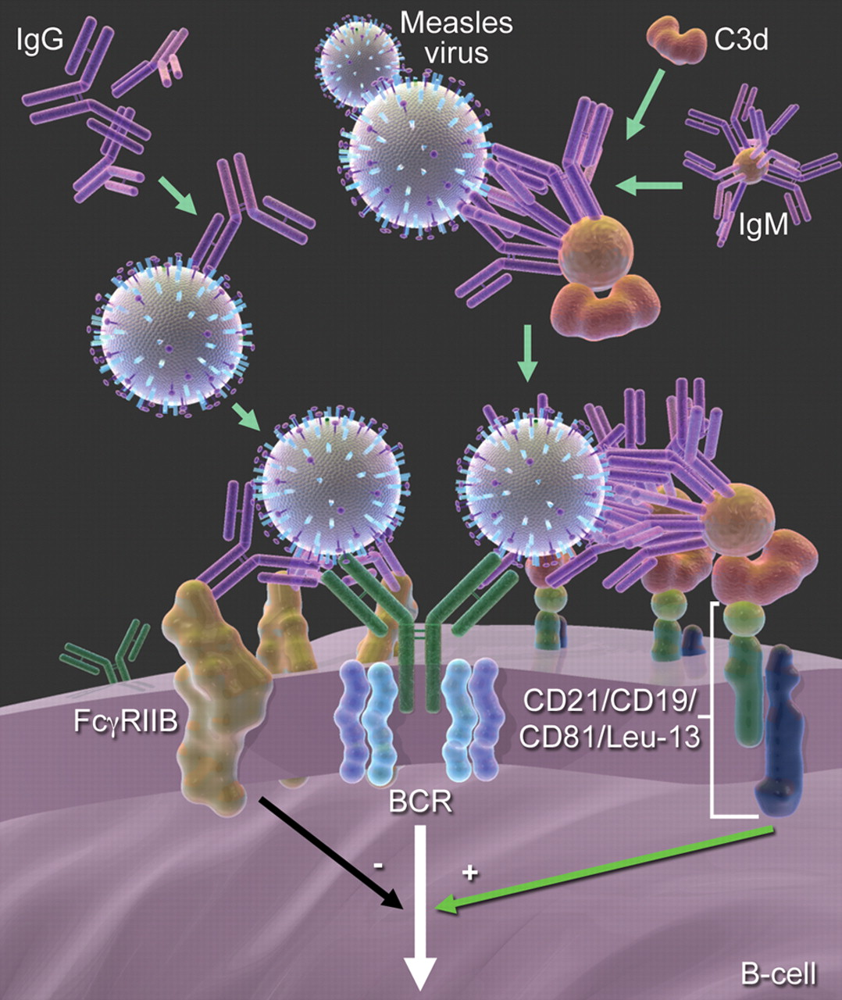 IgG
Measles
virus
C3d
IgM
FcγRIIB
CD21/CD19/
CD81/Leu-13
BCR
-
+
B-cell